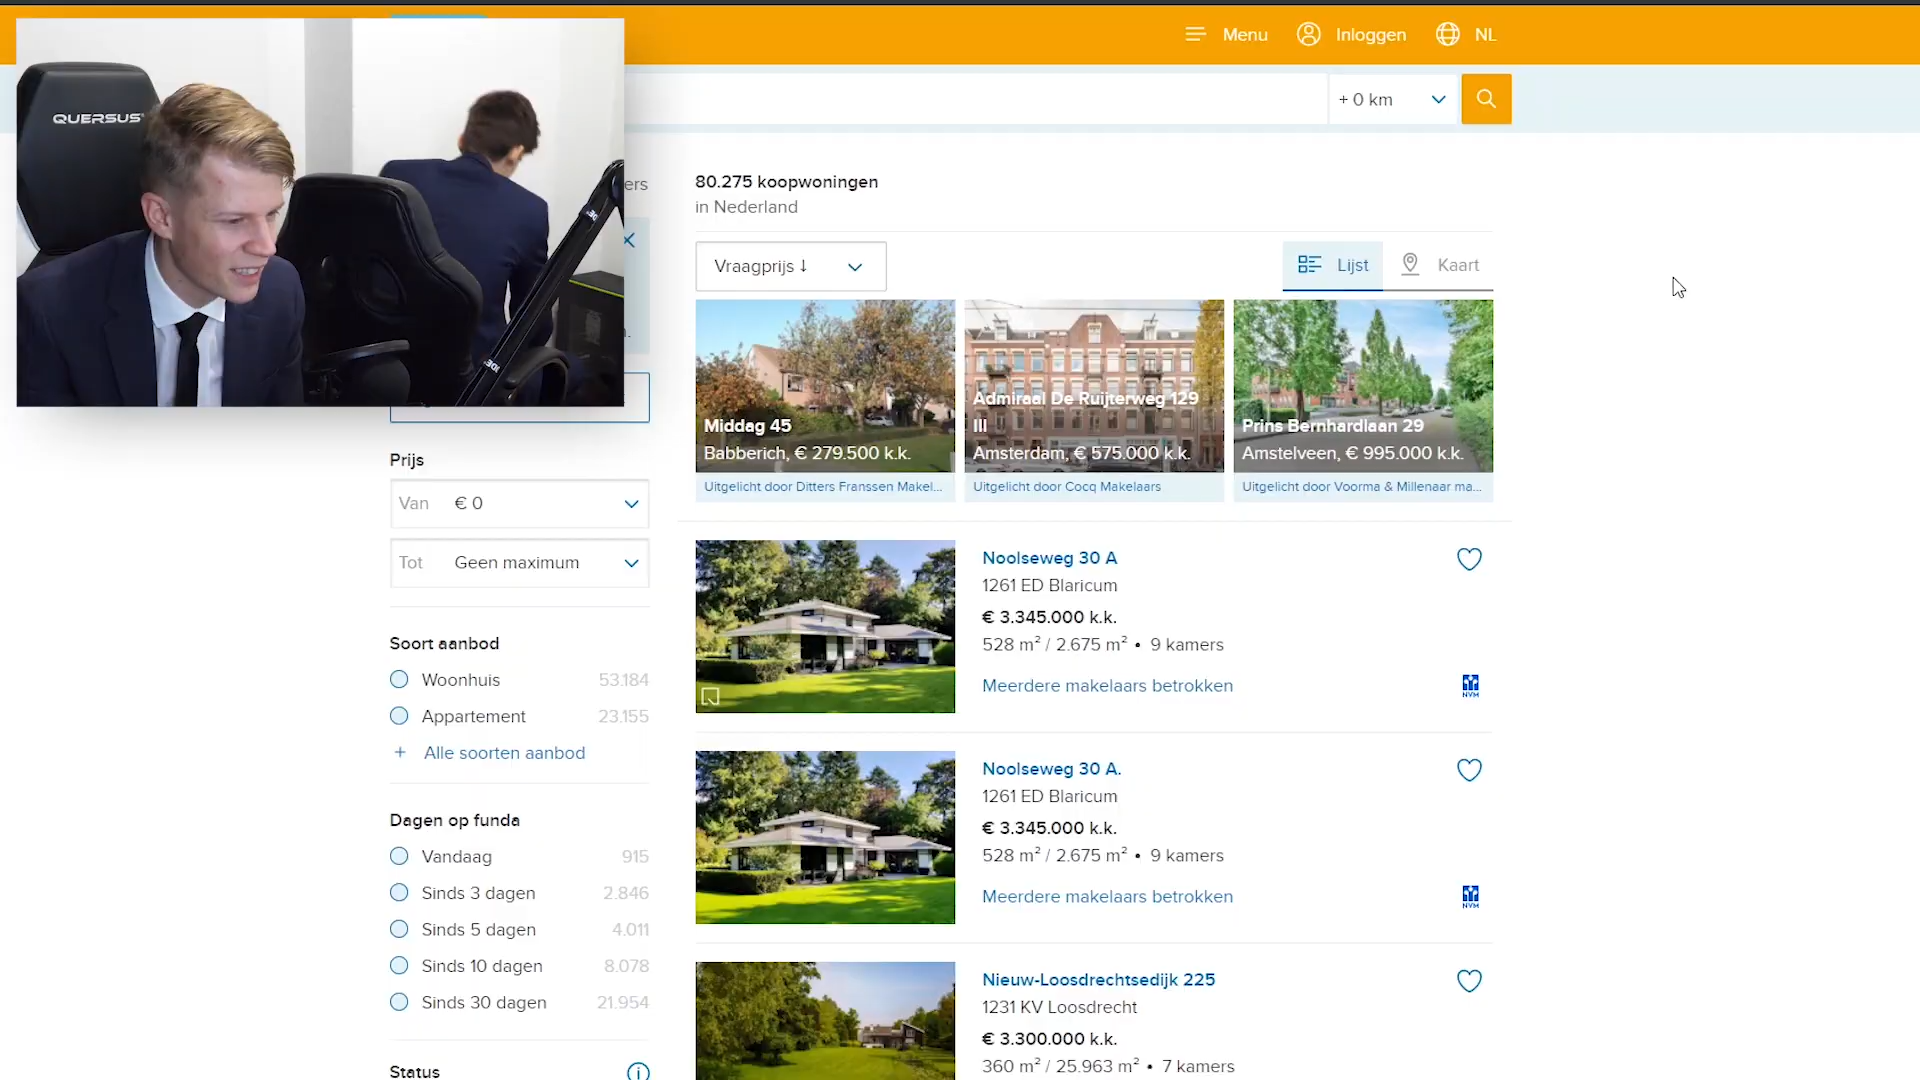 Menu
Inloggen
NL
+ 0 km
QUERSUS
ers
80.275 koopwoningen
in Nederland
Vraagprijs ↓
Lijst
Kaart
Middag 45
Babberich, € 279.500 k.k.
Uitgelicht door Ditters Franssen Makel...
Admiraal De Ruijterweg 129
III
Amsterdam, € 575.000 k.k.
Uitgelicht door Cocq Makelaars
Prins Bernhardlaan 29
Amstelveen, € 995.000 k.k.
Uitgelicht door Voorma & Millenaar ma...
Prijs
Van € 0
Tot Geen maximum
Soort aanbod
Woonhuis 53.184
Appartement 23.155
+ Alle soorten aanbod
Dagen op funda
Vandaag 915
Sinds 3 dagen 2.846
Sinds 5 dagen 4.011
Sinds 10 dagen 8.078
Sinds 30 dagen 21.954
Status
Noolseweg 30 A
1261 ED Blaricum
€ 3.345.000 k.k.
528 m² / 2.675 m² • 9 kamers
Meerdere makelaars betrokken
NVM
Noolseweg 30 A.
1261 ED Blaricum
€ 3.345.000 k.k.
528 m² / 2.675 m² • 9 kamers
Meerdere makelaars betrokken
NVM
Nieuw-Loosdrechtsedijk 225
1231 KV Loosdrecht
€ 3.300.000 k.k.
360 m² / 25.963 m² • 7 kamers